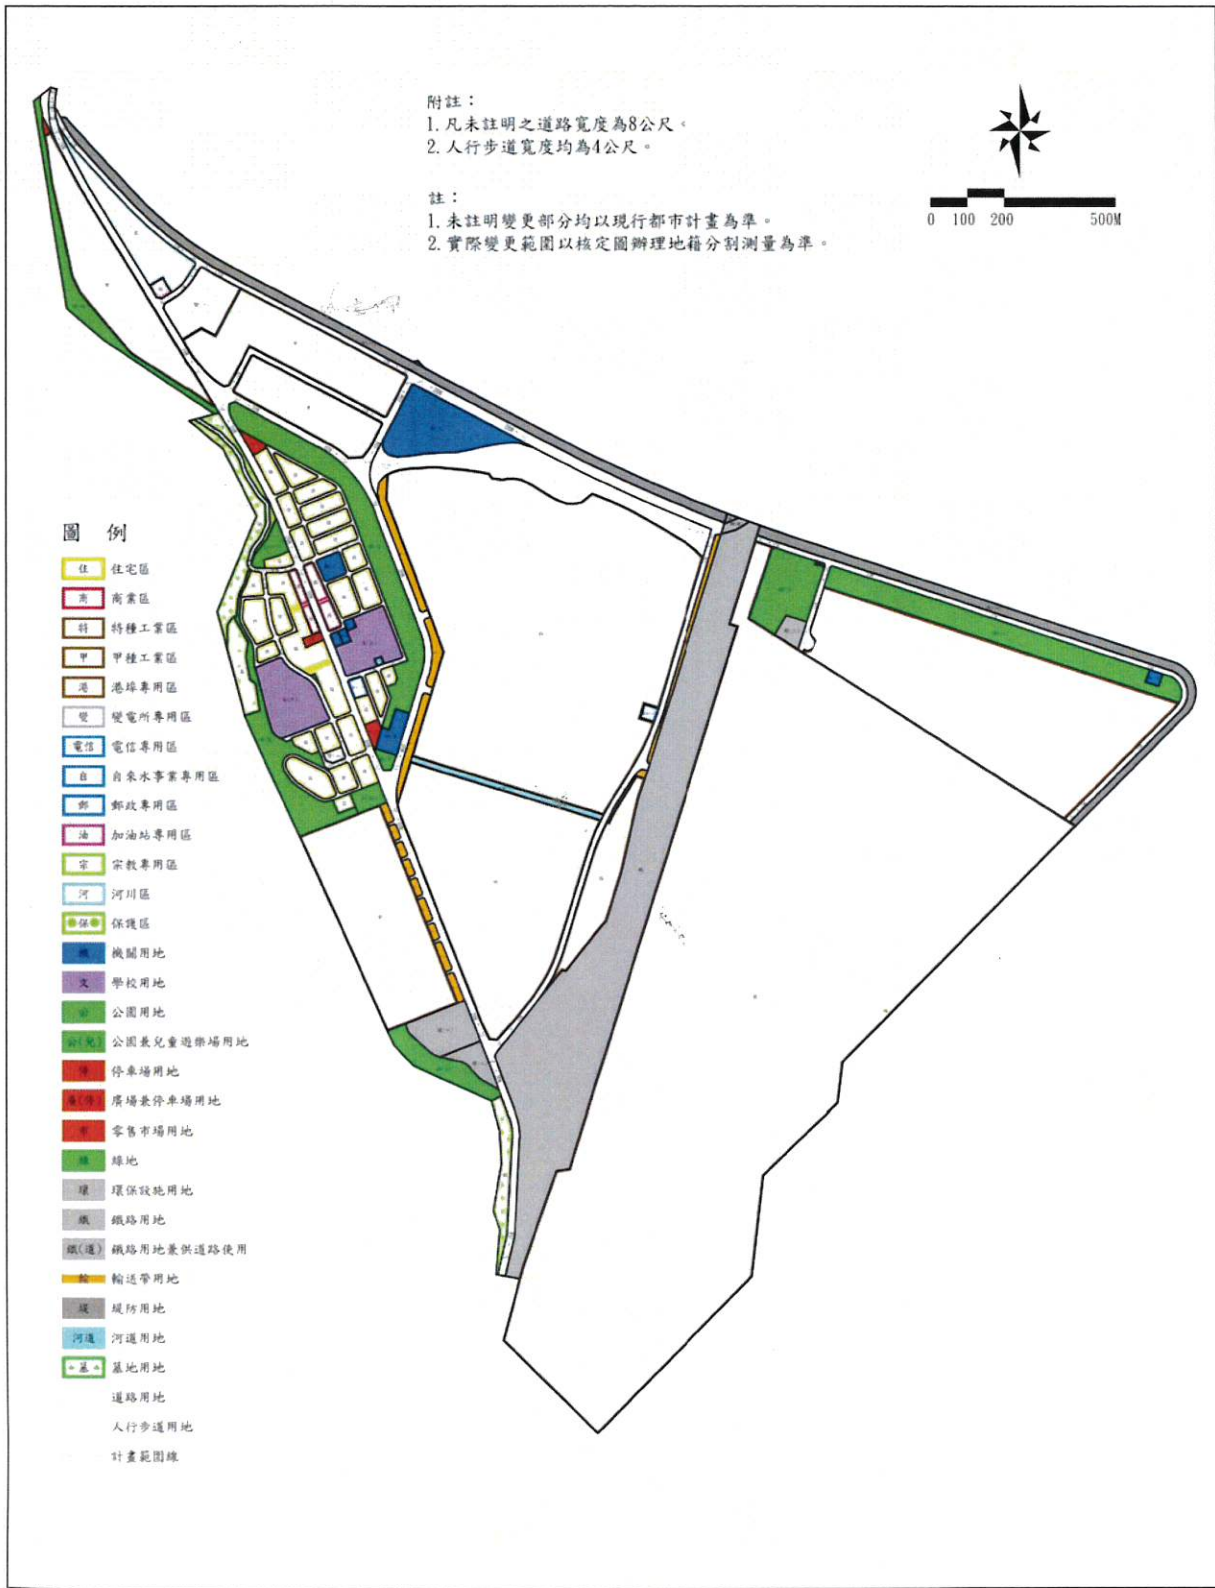 附註：
1. 凡未註明之道路寬度為8公尺。
2. 人行步道寬度均為4公尺。
註：
1. 未註明變更部分均以現行都市計畫為準。
2. 實際變更範圍以核定圖辦理地籍分割測量為準。
0 100 200 500M
圖 例
住 住宅區
商 商業區
特 特種工業區
甲 甲種工業區
港 港埠專用區
變 變電所專用區
電信 電信專用區
自 自來水事業專用區
郵 郵政專用區
油 加油站專用區
宗 宗教專用區
河 河川區
保 保護區
機 機關用地
文 學校用地
公 公園用地
公(兒) 公園兼兒童遊樂場用地
停 停車場用地
廣(停) 廣場兼停車場用地
市 零售市場用地
綠 綠地
環 環保設施用地
鐵 鐵路用地
鐵(道) 鐵路用地兼供道路使用
輸 輸送帶用地
堤 堤防用地
河道 河道用地
墓 墓地用地
道路用地
人行步道用地
計畫範圍線